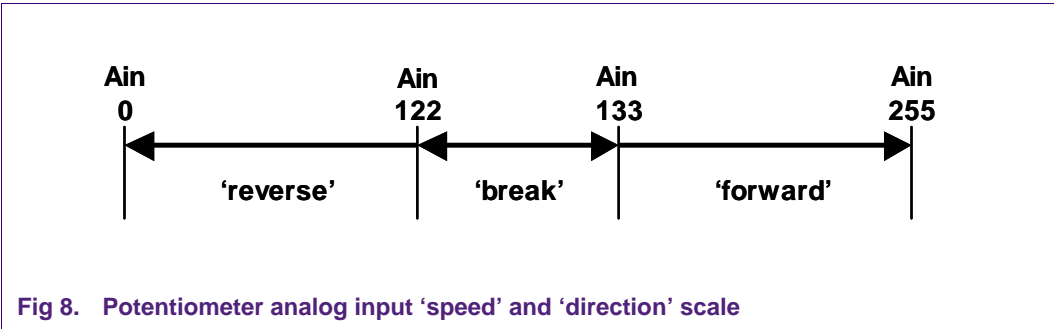 Ain Ain Ain Ain
0 122 133 255
‘reverse’ ‘break’ ‘forward’
Fig 8. Potentiometer analog input ‘speed’ and ‘direction’ scale